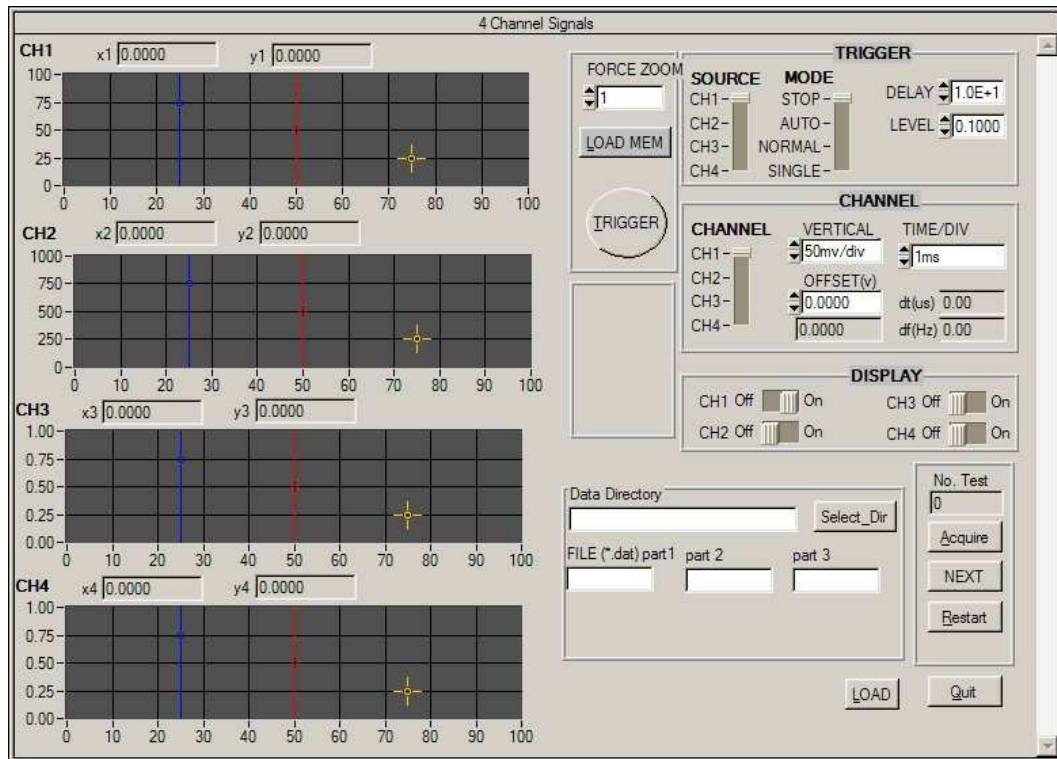 4 Channel Signals
CH1 x1 0.0000 y1 0.0000
100
75
50
25
0
0 10 20 30 40 50 60 70 80 90 100
CH2 x2 0.0000 y2 0.0000
1000
750
500
250
0
0 10 20 30 40 50 60 70 80 90 100
CH3 x3 0.0000 y3 0.0000
1.00
0.75
0.50
0.25
0.00
0 10 20 30 40 50 60 70 80 90 100
CH4 x4 0.0000 y4 0.0000
1.00
0.75
0.50
0.25
0.00
0 10 20 30 40 50 60 70 80 90 100
FORCE ZOOM
1
LOAD MEM
TRIGGER
TRIGGER
SOURCE MODE
CH1 STOP
CH2 AUTO
CH3 NORMAL
CH4 SINGLE
DELAY 1.0E+1
LEVEL 0.1000
CHANNEL
CHANNEL VERTICAL TIME/DIV
CH1 50mv/div 1ms
CH2 OFFSET(v)
CH3 0.0000 dt(us) 0.00
CH4 0.0000 df(Hz) 0.00
DISPLAY
CH1 Off On CH3 Off On
CH2 Off On CH4 Off On
Data Directory
Select_Dir
FILE (*.dat) part1 part 2 part 3
No. Test
0
Acquire
NEXT
Restart
LOAD
Quit